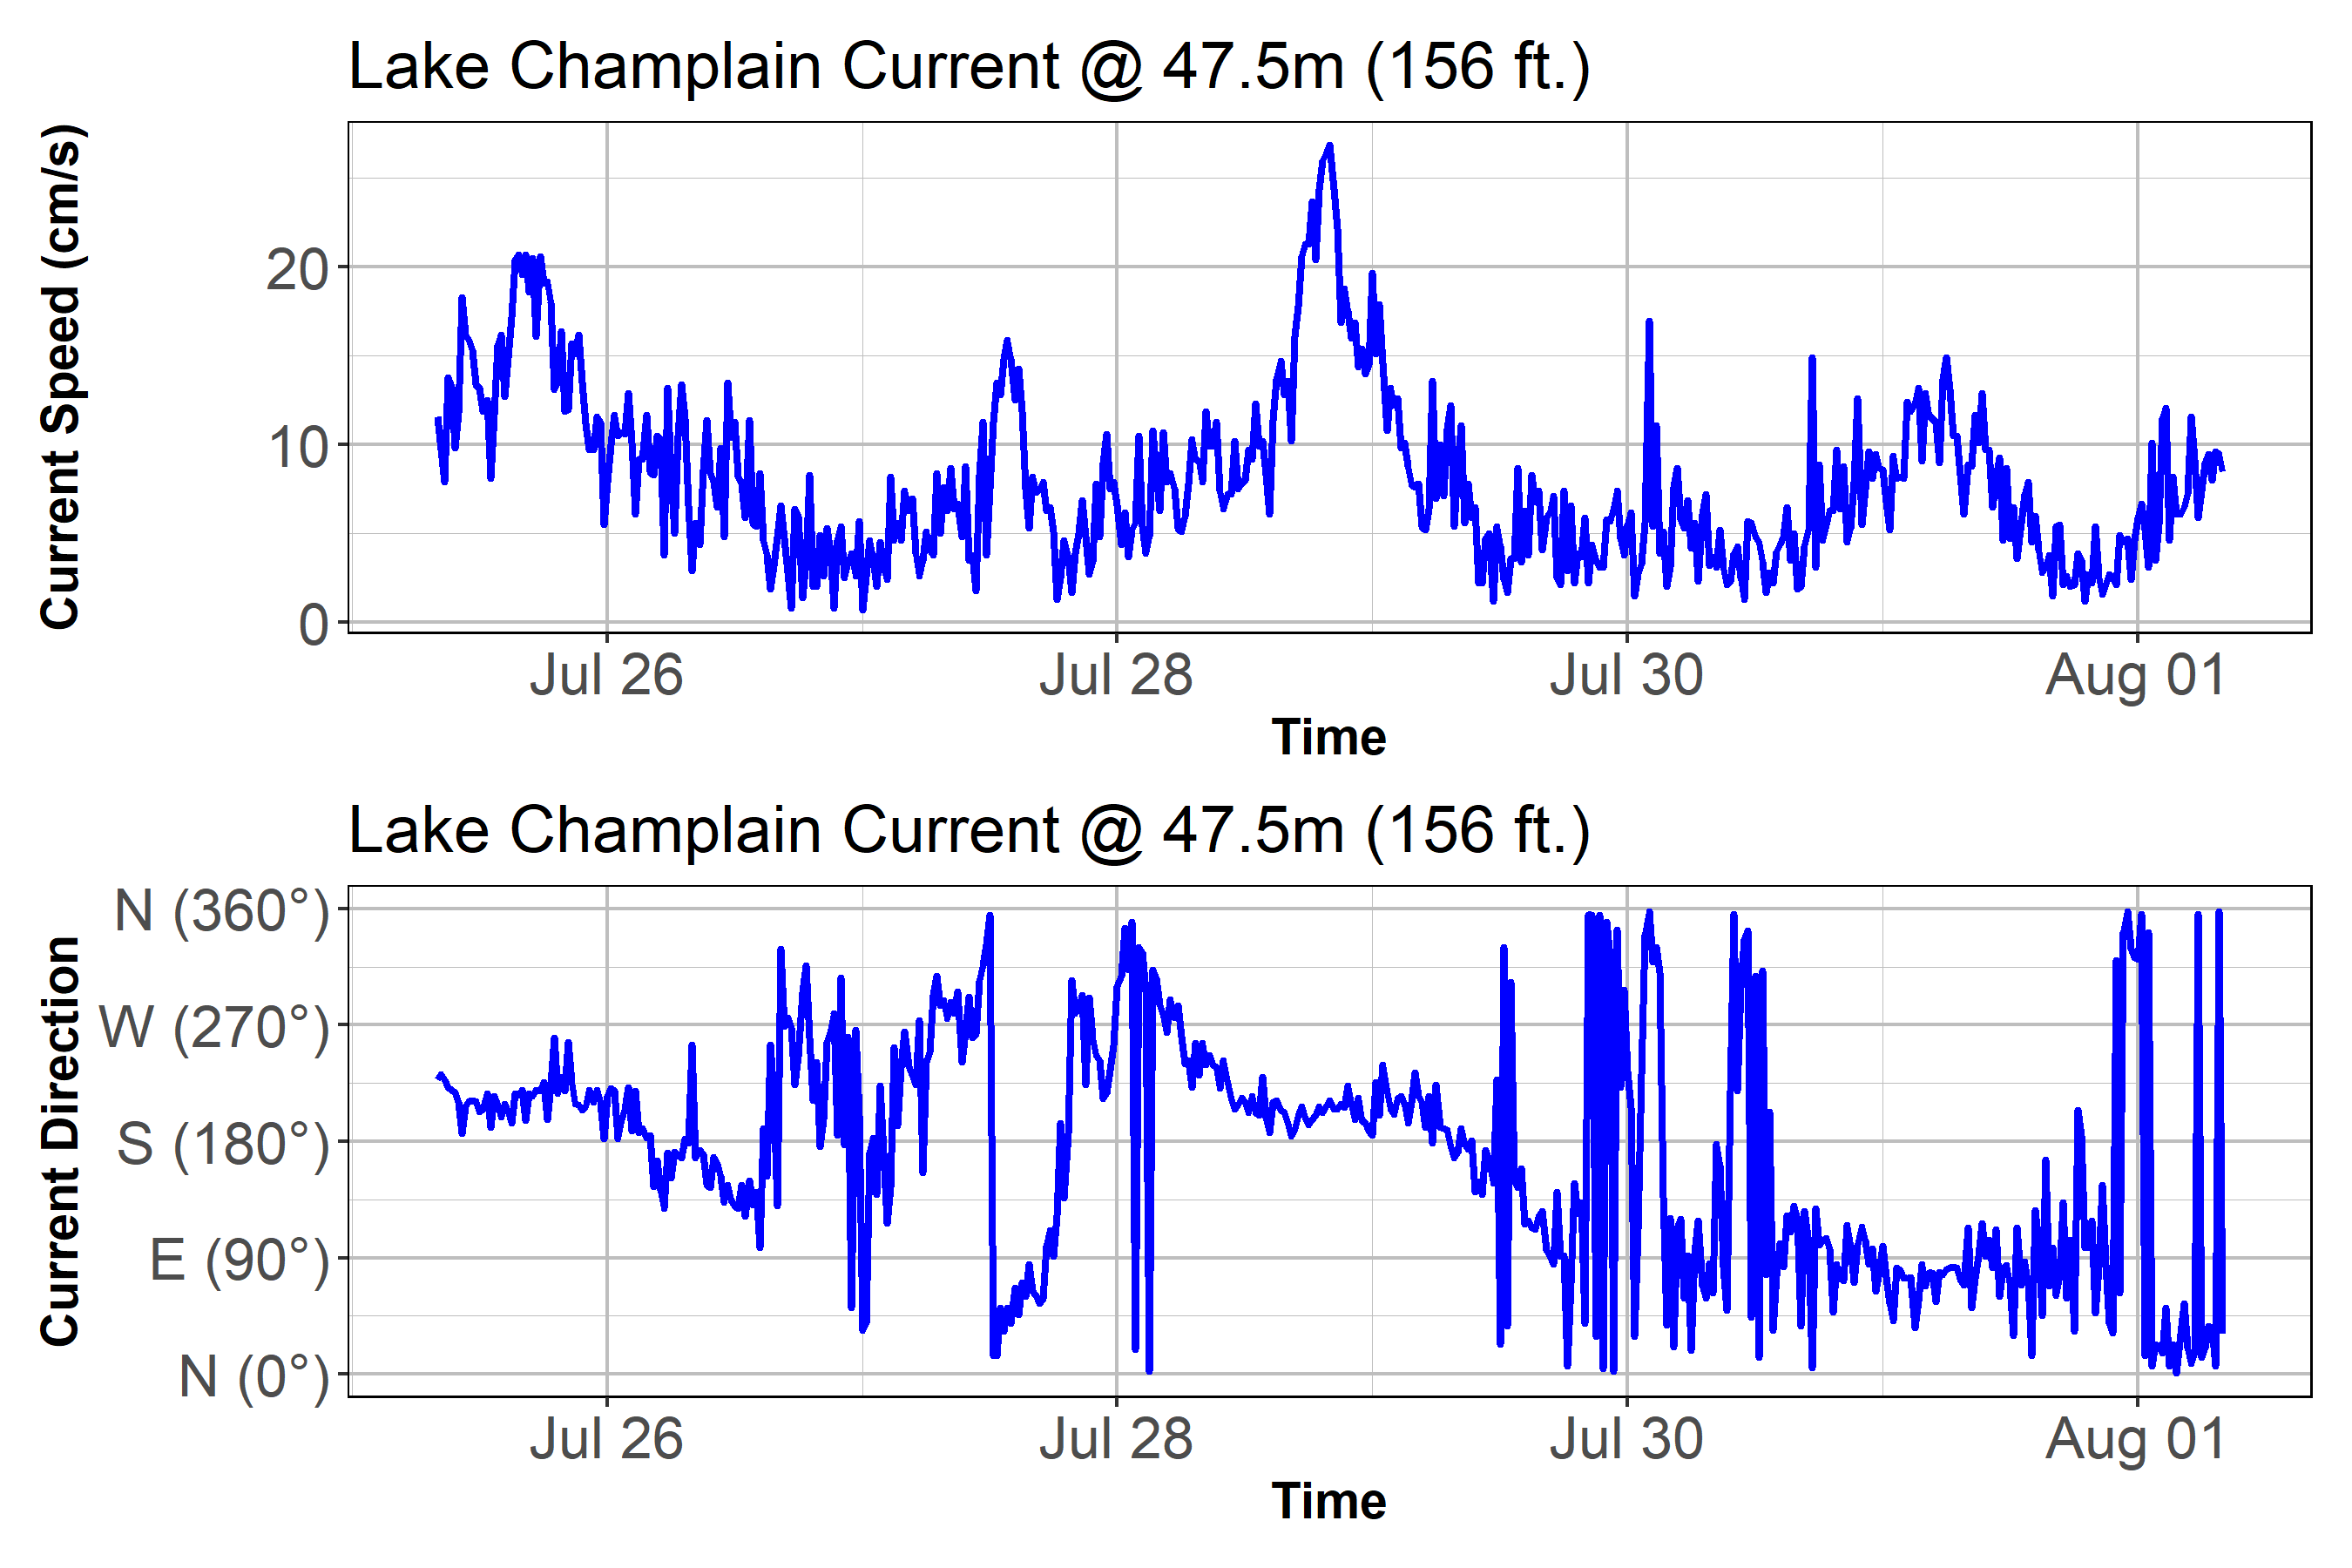 Lake Champlain Current @ 47.5m (156 ft.)
Current Speed (cm/s)
20
10
0
Jul 26 Jul 28 Jul 30 Aug 01
Time
Lake Champlain Current @ 47.5m (156 ft.)
Current Direction
N (360°)
W (270°)
S (180°)
E (90°)
N (0°)
Jul 26 Jul 28 Jul 30 Aug 01
Time